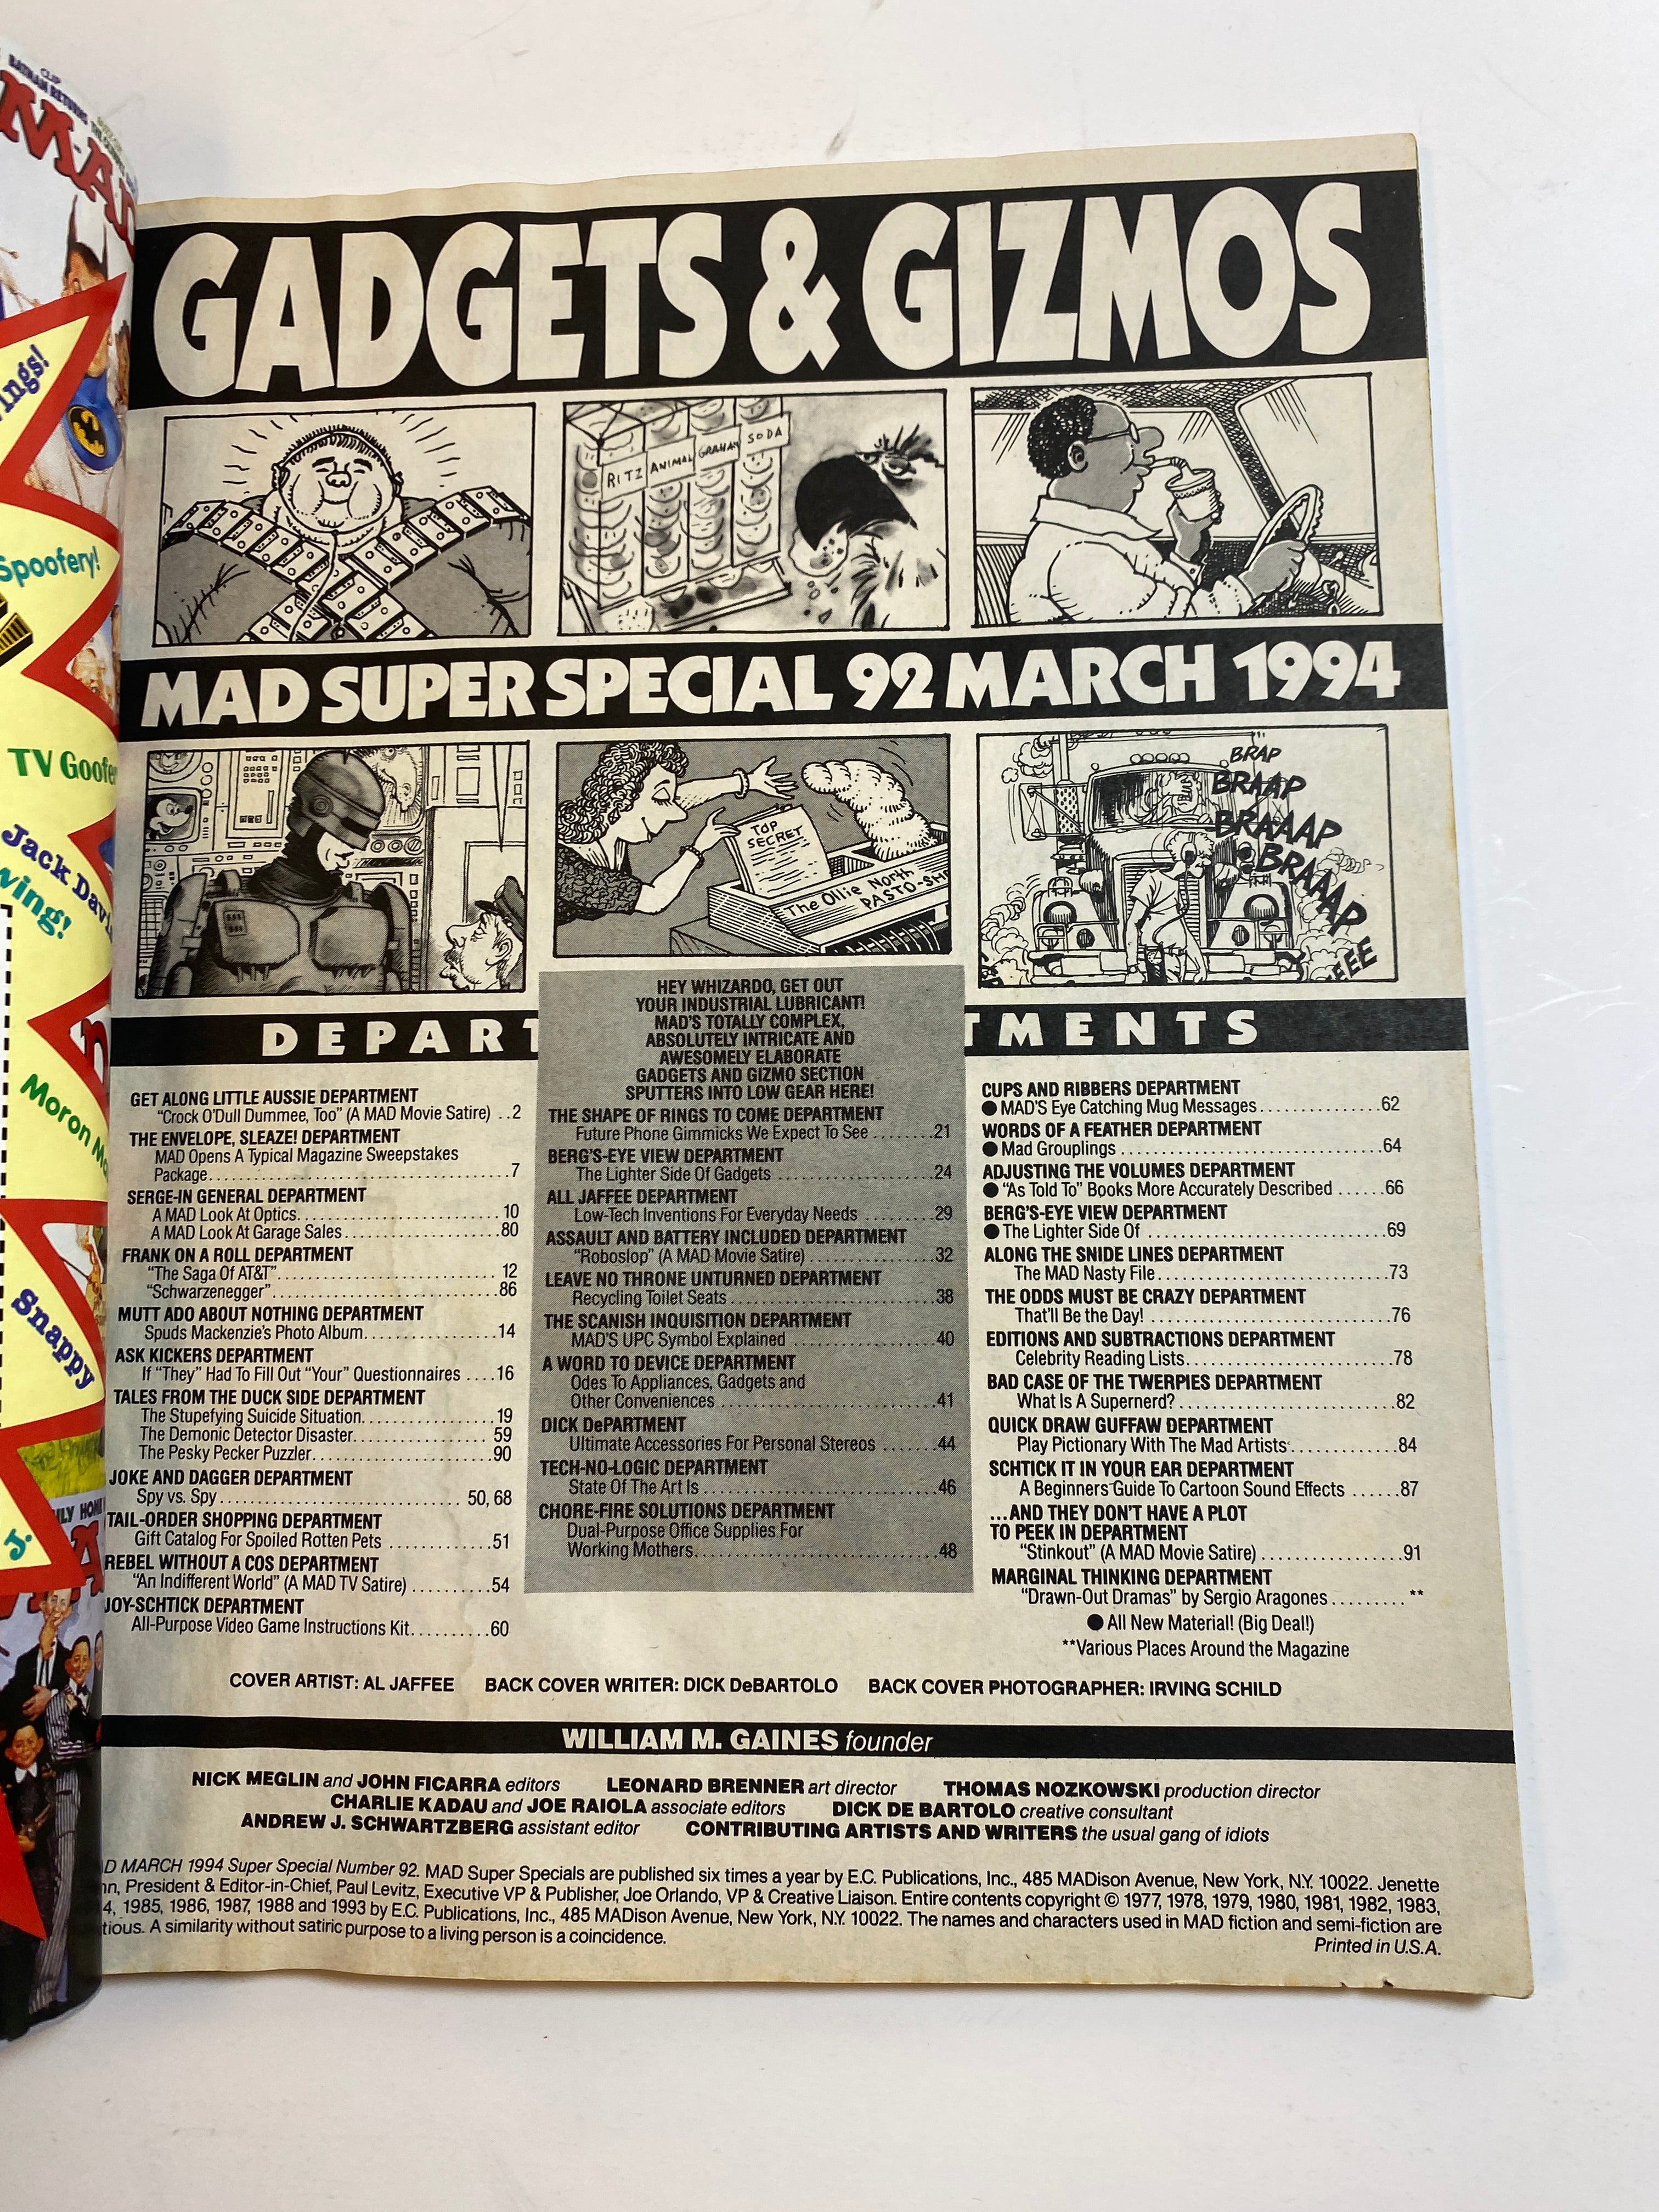 CLIP
BATMAN RETURNS
MAD
ings!
Spoofery!
TV Goofe
Jack Davi
wing!
Moron Ma
Snappy
J.
GADGETS & GIZMOS
RITZ
ANIMAL
GRAHAM
SODA
MAD SUPER SPECIAL 92 MARCH 1994
TOP
SECRET
The Ollie North
PASTO-SHR
BRAP
BRAAP
BRAAAP
BRAAAP
EEE
DEPARTMENTS
GET ALONG LITTLE AUSSIE DEPARTMENT
“Crock O'Dull Dummee, Too” (A MAD Movie Satire) ..2
THE ENVELOPE, SLEAZE! DEPARTMENT
MAD Opens A Typical Magazine Sweepstakes
Package..............................7
SERGE-IN GENERAL DEPARTMENT
A MAD Look At Optics..............................10
A MAD Look At Garage Sales......................80
FRANK ON A ROLL DEPARTMENT
“The Saga Of AT&T”..............................12
“Schwarzenegger”..............................86
MUTT ADO ABOUT NOTHING DEPARTMENT
Spuds Mackenzie's Photo Album..................14
ASK KICKERS DEPARTMENT
If “They” Had To Fill Out “Your” Questionnaires ....16
TALES FROM THE DUCK SIDE DEPARTMENT
The Stupefying Suicide Situation..................19
The Demonic Detector Disaster...................59
The Pesky Pecker Puzzler........................90
JOKE AND DAGGER DEPARTMENT
Spy vs. Spy .............................. 50, 68
TAIL-ORDER SHOPPING DEPARTMENT
Gift Catalog For Spoiled Rotten Pets ..............51
REBEL WITHOUT A COS DEPARTMENT
“An Indifferent World” (A MAD TV Satire) ..........54
JOY-SCHTICK DEPARTMENT
All-Purpose Video Game Instructions Kit..........60
HEY WHIZARDO, GET OUT
YOUR INDUSTRIAL LUBRICANT!
MAD'S TOTALLY COMPLEX,
ABSOLUTELY INTRICATE AND
AWESOMELY ELABORATE
GADGETS AND GIZMO SECTION
SPUTTERS INTO LOW GEAR HERE!
THE SHAPE OF RINGS TO COME DEPARTMENT
Future Phone Gimmicks We Expect To See ........21
BERG'S-EYE VIEW DEPARTMENT
The Lighter Side Of Gadgets ....................24
ALL JAFFEE DEPARTMENT
Low-Tech Inventions For Everyday Needs .........29
ASSAULT AND BATTERY INCLUDED DEPARTMENT
“Roboslop” (A MAD Movie Satire) .................32
LEAVE NO THRONE UNTURNED DEPARTMENT
Recycling Toilet Seats..........................38
THE SCANISH INQUISITION DEPARTMENT
MAD'S UPC Symbol Explained ..................40
A WORD TO DEVICE DEPARTMENT
Odes To Appliances, Gadgets and
Other Conveniences ..........................41
DICK DePARTMENT
Ultimate Accessories For Personal Stereos .......44
TECH-NO-LOGIC DEPARTMENT
State Of The Art Is ..............................46
CHORE-FIRE SOLUTIONS DEPARTMENT
Dual-Purpose Office Supplies For
Working Mothers..............................48
CUPS AND RIBBERS DEPARTMENT
● MAD'S Eye Catching Mug Messages...............62
WORDS OF A FEATHER DEPARTMENT
● Mad Grouplings ..............................64
ADJUSTING THE VOLUMES DEPARTMENT
● “As Told To” Books More Accurately Described ......66
BERG'S-EYE VIEW DEPARTMENT
● The Lighter Side Of ..............................69
ALONG THE SNIDE LINES DEPARTMENT
The MAD Nasty File..............................73
THE ODDS MUST BE CRAZY DEPARTMENT
That'll Be the Day! ..............................76
EDITIONS AND SUBTRACTIONS DEPARTMENT
Celebrity Reading Lists..........................78
BAD CASE OF THE TWERPIES DEPARTMENT
What Is A Supernerd?...........................82
QUICK DRAW GUFFAW DEPARTMENT
Play Pictionary With The Mad Artists..............84
SCHTICK IT IN YOUR EAR DEPARTMENT
A Beginners Guide To Cartoon Sound Effects ......87
...AND THEY DON'T HAVE A PLOT
TO PEEK IN DEPARTMENT
“Stinkout” (A MAD Movie Satire) ..................91
MARGINAL THINKING DEPARTMENT
“Drawn-Out Dramas” by Sergio Aragones .........**
● All New Material! (Big Deal!)
**Various Places Around the Magazine
COVER ARTIST: AL JAFFEE BACK COVER WRITER: DICK DeBARTOLO BACK COVER PHOTOGRAPHER: IRVING SCHILD
WILLIAM M. GAINES founder
NICK MEGLIN and JOHN FICARRA editors LEONARD BRENNER art director THOMAS NOZKOWSKI production director
CHARLIE KADAU and JOE RAIOLA associate editors DICK DE BARTOLO creative consultant
ANDREW J. SCHWARTZBERG assistant editor CONTRIBUTING ARTISTS AND WRITERS the usual gang of idiots
D MARCH 1994 Super Special Number 92. MAD Super Specials are published six times a year by E.C. Publications, Inc., 485 MADison Avenue, New York, N.Y. 10022. Jenette
hn, President & Editor-in-Chief, Paul Levitz, Executive VP & Publisher, Joe Orlando, VP & Creative Liaison. Entire contents copyright © 1977, 1978, 1979, 1980, 1981, 1982, 1983,
4, 1985, 1986, 1987, 1988 and 1993 by E.C. Publications, Inc., 485 MADison Avenue, New York, N.Y. 10022. The names and characters used in MAD fiction and semi-fiction are
tious. A similarity without satiric purpose to a living person is a coincidence.
Printed in U.S.A.